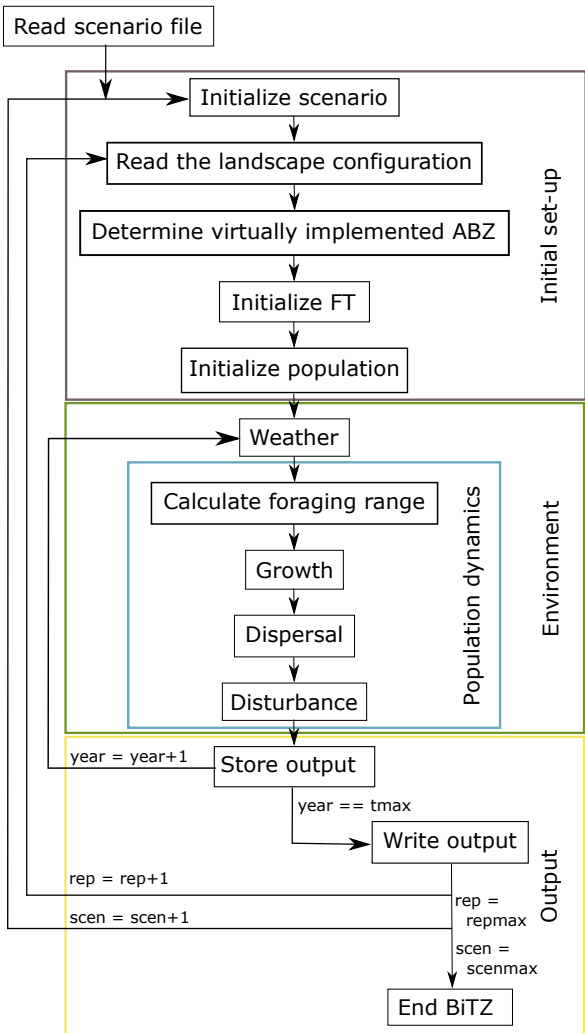 Read scenario file
Initialize scenario
Read the landscape configuration
Determine virtually implemented ABZ
Initialize FT
Initialize population
Initial set-up
Weather
Calculate foraging range
Growth
Dispersal
Disturbance
Population dynamics
Environment
year = year+1
Store output
year == tmax
Write output
rep = rep+1
rep =
repmax
scen = scen+1
scen =
scenmax
End BiTZ
Output